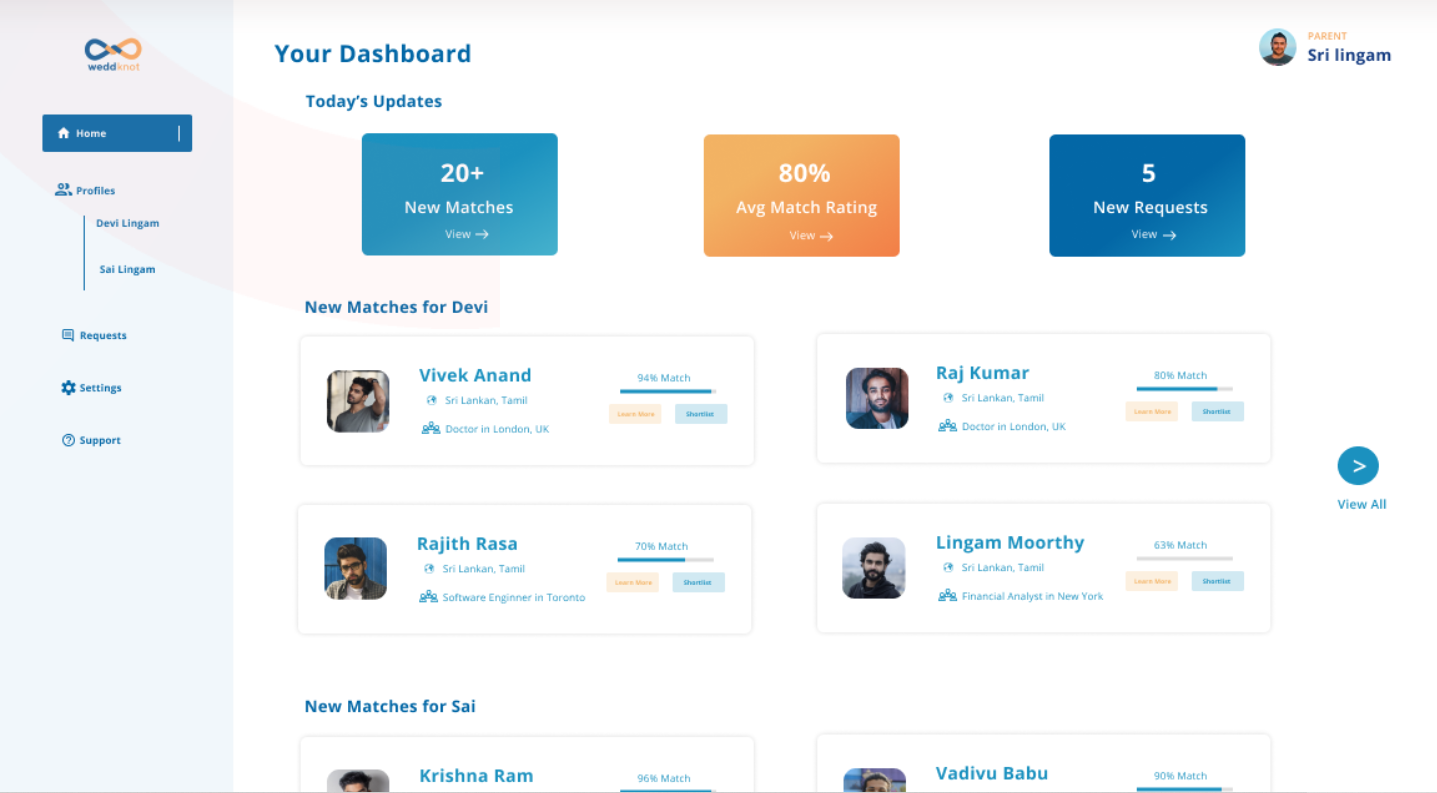 weddknot
Home
Profiles
Devi Lingam
Sai Lingam
Requests
Settings
Support
Your Dashboard
PARENT
Sri lingam
Today’s Updates
20+
New Matches
View
80%
Avg Match Rating
View
5
New Requests
View
New Matches for Devi
Vivek Anand
Sri Lankan, Tamil
Doctor in London, UK
94% Match
Learn More
Shortlist
Raj Kumar
Sri Lankan, Tamil
Doctor in London, UK
80% Match
Learn More
Shortlist
Rajith Rasa
Sri Lankan, Tamil
Software Enginner in Toronto
70% Match
Learn More
Shortlist
Lingam Moorthy
Sri Lankan, Tamil
Financial Analyst in New York
63% Match
Learn More
Shortlist
>
View All
New Matches for Sai
Krishna Ram
96% Match
Vadivu Babu
90% Match